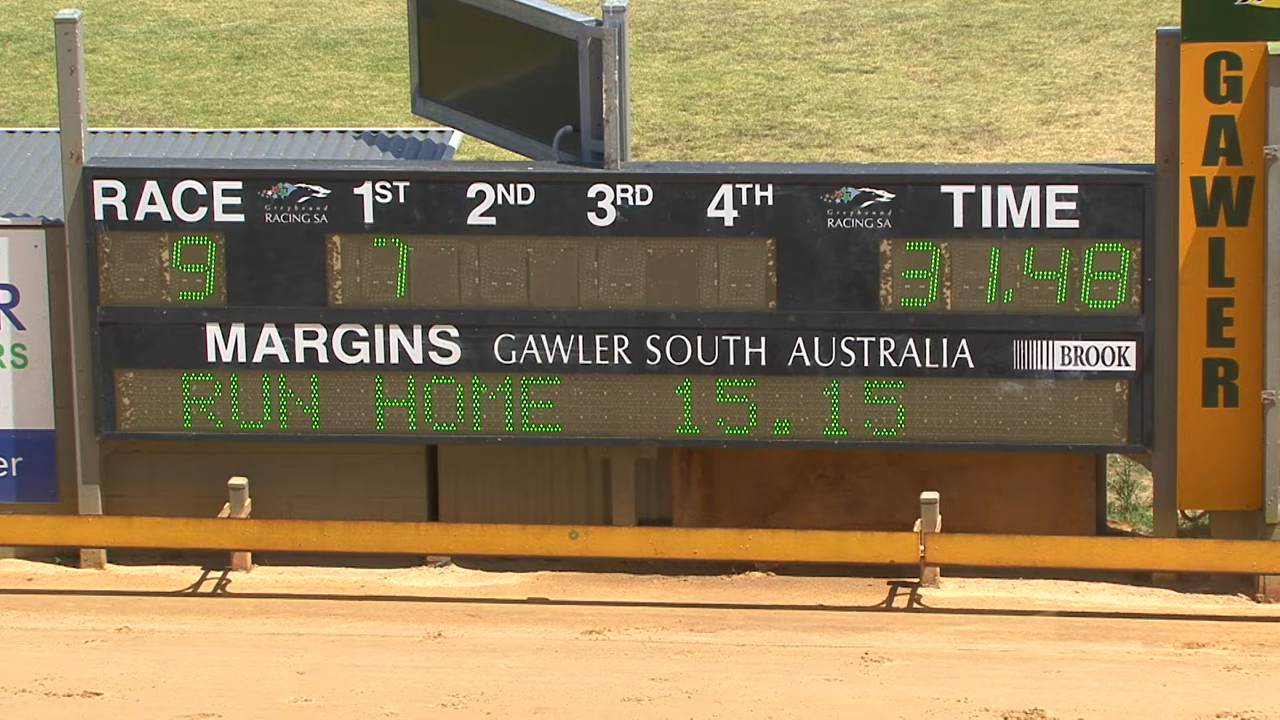 RACE Greyhound RACING SA 1ST 2ND 3RD 4TH Greyhound RACING SA TIME
9 7 31.48
MARGINS GAWLER SOUTH AUSTRALIA BROOK
RUN HOME 15.15
GAWLER
R
RS
er